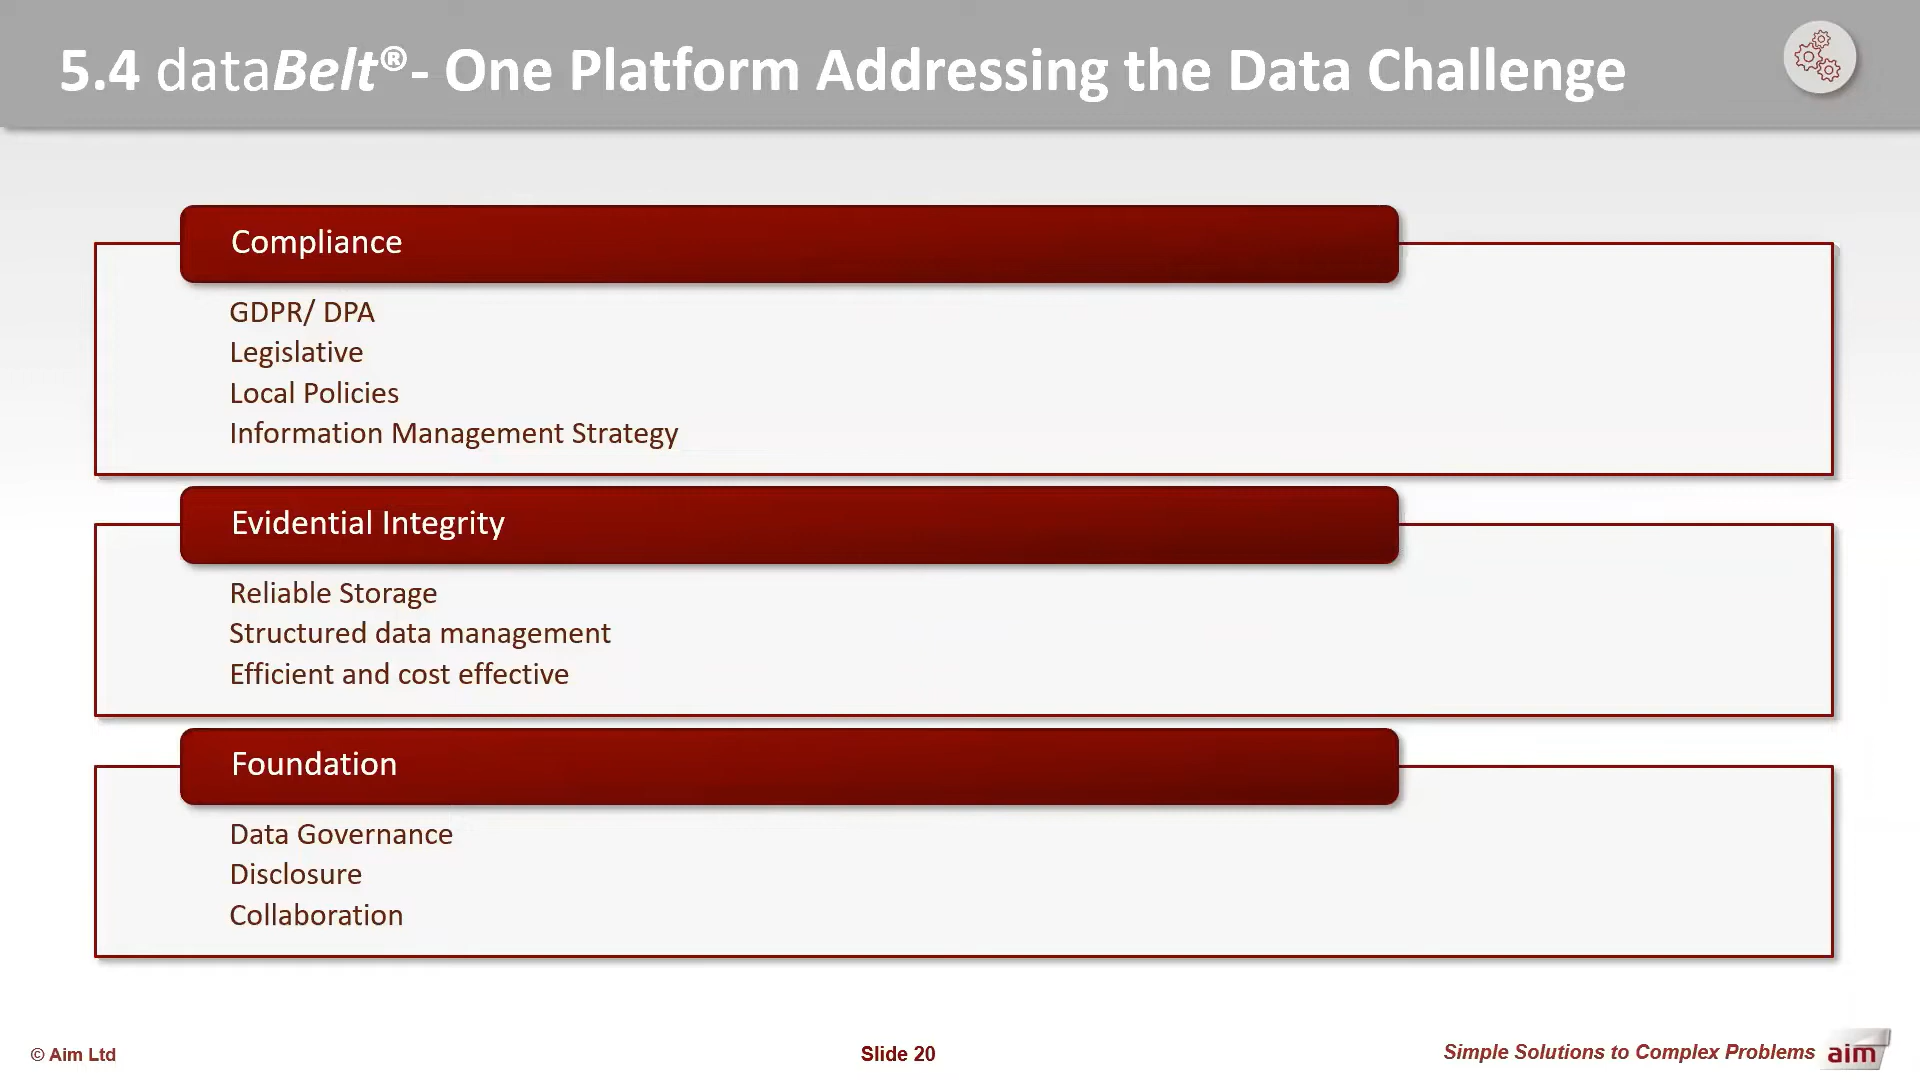 5.4 dataBelt®- One Platform Addressing the Data Challenge
Compliance
GDPR/ DPA
Legislative
Local Policies
Information Management Strategy
Evidential Integrity
Reliable Storage
Structured data management
Efficient and cost effective
Foundation
Data Governance
Disclosure
Collaboration
© Aim Ltd
Slide 20
Simple Solutions to Complex Problems
aim